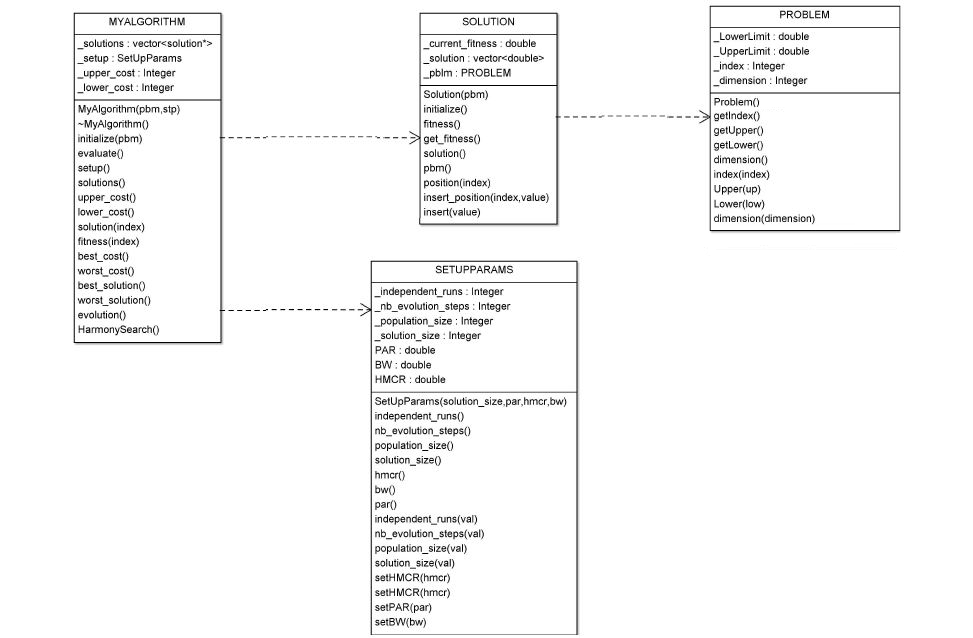 MYALGORITHM
_solutions : vector<solution*>
_setup : SetUpParams
_upper_cost : Integer
_lower_cost : Integer
MyAlgorithm(pbm,stp)
~MyAlgorithm()
initialize(pbm)
evaluate()
setup()
solutions()
upper_cost()
lower_cost()
solution(index)
fitness(index)
best_cost()
worst_cost()
best_solution()
worst_solution()
evolution()
HarmonySearch()
SOLUTION
_current_fitness : double
_solution : vector<double>
_pblm : PROBLEM
Solution(pbm)
initialize()
fitness()
get_fitness()
solution()
pbm()
position(index)
insert_position(index,value)
insert(value)
PROBLEM
_LowerLimit : double
_UpperLimit : double
_index : Integer
_dimension : Integer
Problem()
getIndex()
getUpper()
getLower()
dimension()
index(index)
Upper(up)
Lower(low)
dimension(dimension)
SETUPPARAMS
_independent_runs : Integer
_nb_evolution_steps : Integer
_population_size : Integer
_solution_size : Integer
PAR : double
BW : double
HMCR : double
SetUpParams(solution_size,par,hmcr,bw)
independent_runs()
nb_evolution_steps()
population_size()
solution_size()
hmcr()
bw()
par()
independent_runs(val)
nb_evolution_steps(val)
population_size(val)
solution_size(val)
setHMCR(hmcr)
setHMCR(hmcr)
setPAR(par)
setBW(bw)